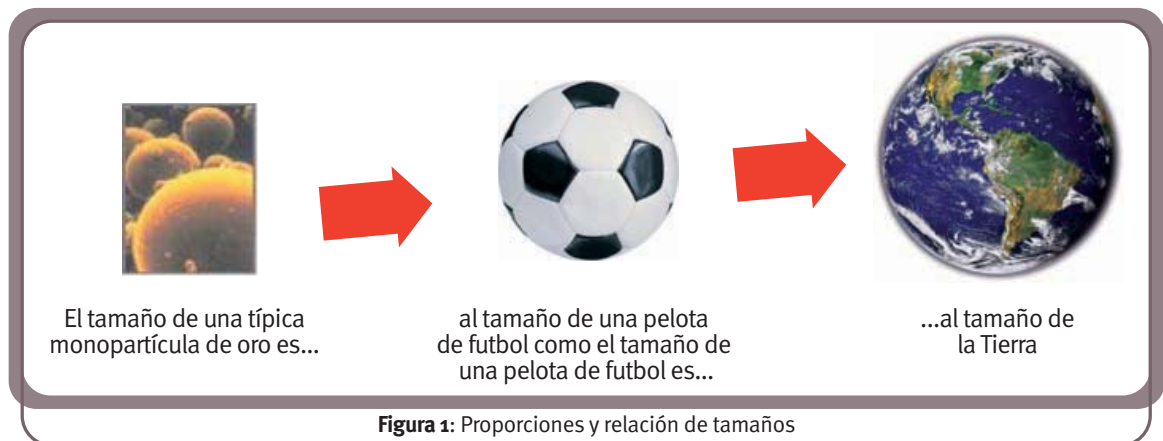 El tamaño de una típica
monopartícula de oro es...
al tamaño de una pelota
de futbol como el tamaño de
una pelota de futbol es...
...al tamaño de
la Tierra
Figura 1: Proporciones y relación de tamaños